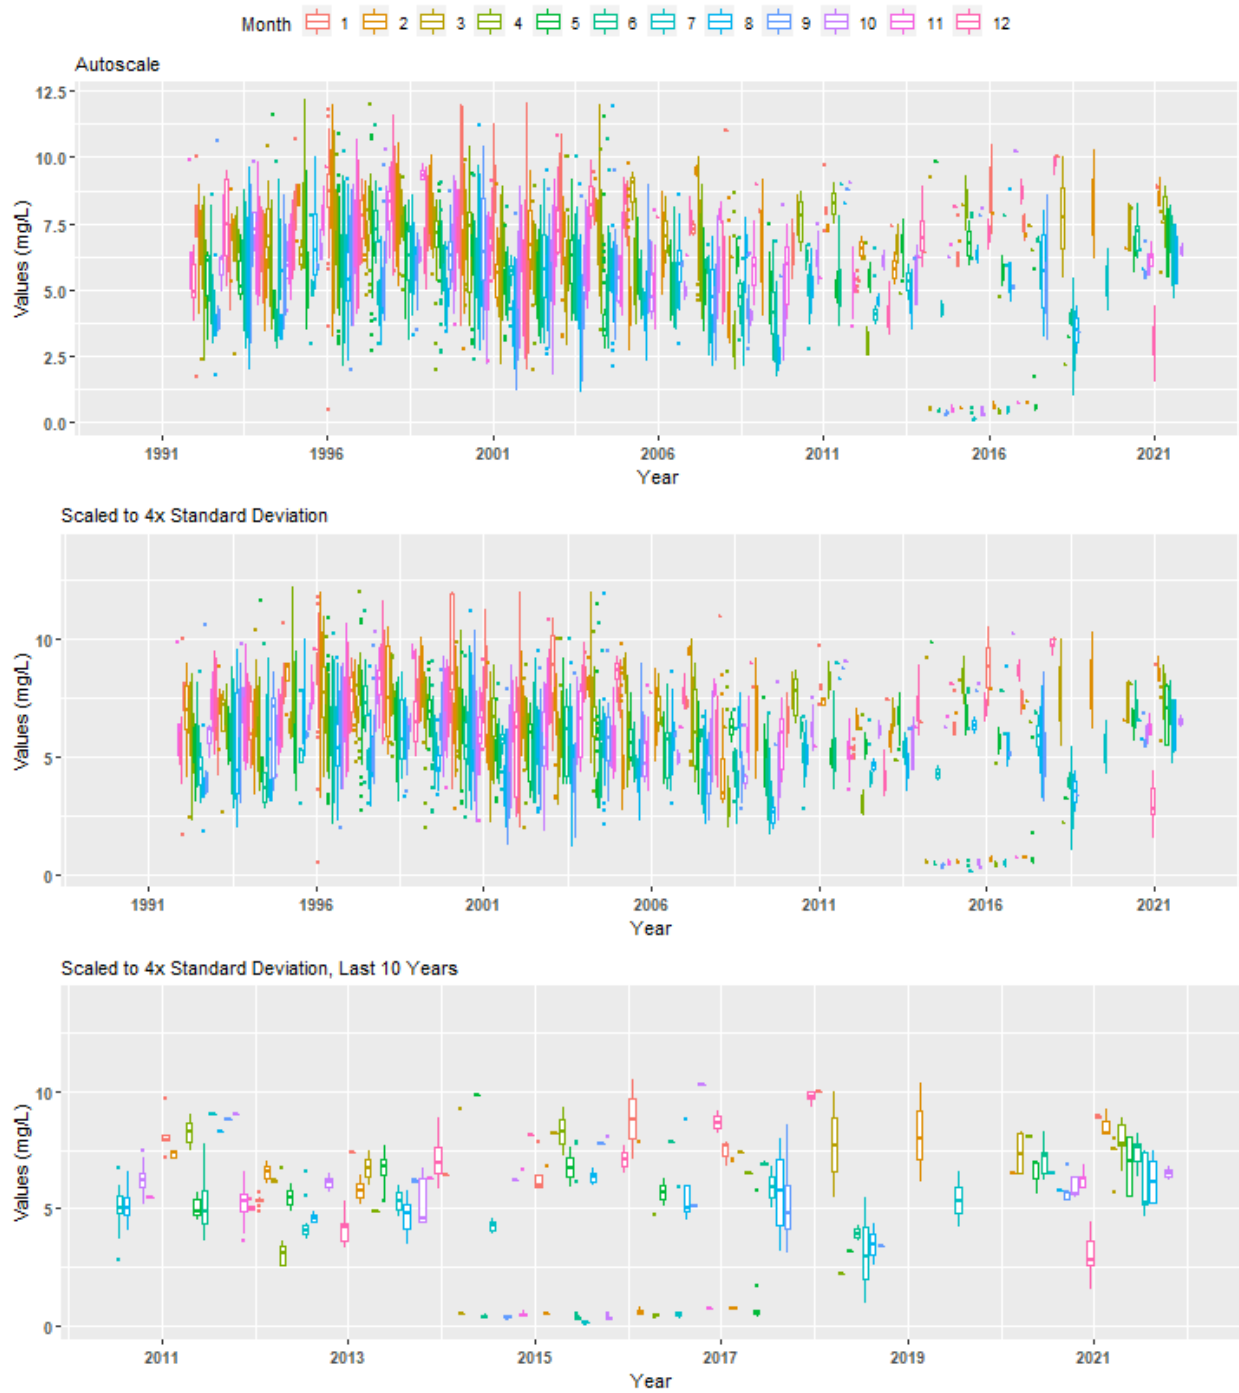 Month 1 2 3 4 5 6 7 8 9 10 11 12
Autoscale
Values (mg/L)
12.5
10.0
7.5
5.0
2.5
0.0
1991 1996 2001 2006 2011 2016 2021
Year
Scaled to 4x Standard Deviation
Values (mg/L)
10
5
0
1991 1996 2001 2006 2011 2016 2021
Year
Scaled to 4x Standard Deviation, Last 10 Years
Values (mg/L)
10
5
0
2011 2013 2015 2017 2019 2021
Year